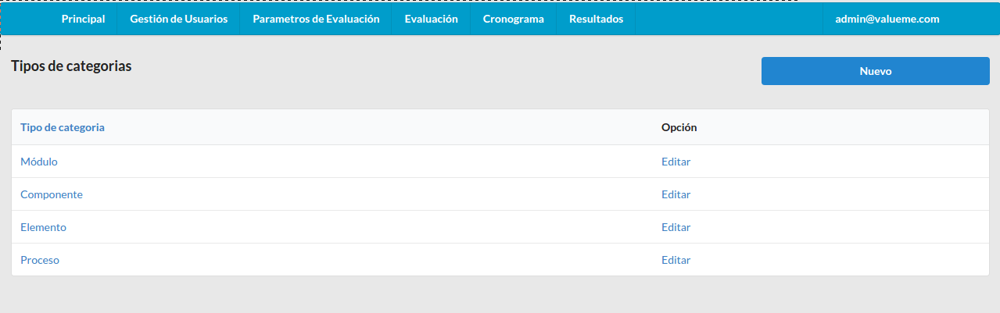 Principal Gestión de Usuarios Parametros de Evaluación Evaluación Cronograma Resultados admin@valueme.com
Tipos de categorias Nuevo
Tipo de categoria Opción
Módulo Editar
Componente Editar
Elemento Editar
Proceso Editar